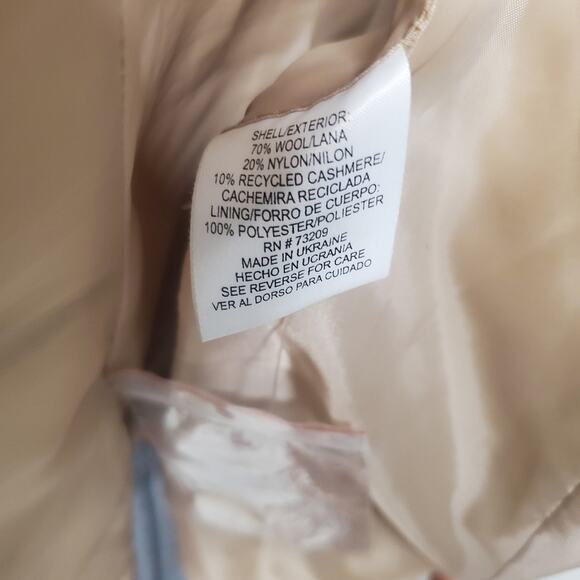 SHELL/EXTERIOR:
70% WOOL/LANA
20% NYLON/NILON
10% RECYCLED CASHMERE/
CACHEMIRA RECICLADA
LINING/FORRO DE CUERPO:
100% POLYESTER/POLIESTER
RN # 73209
MADE IN UKRAINE
HECHO EN UCRANIA
SEE REVERSE FOR CARE
VER AL DORSO PARA CUIDADO